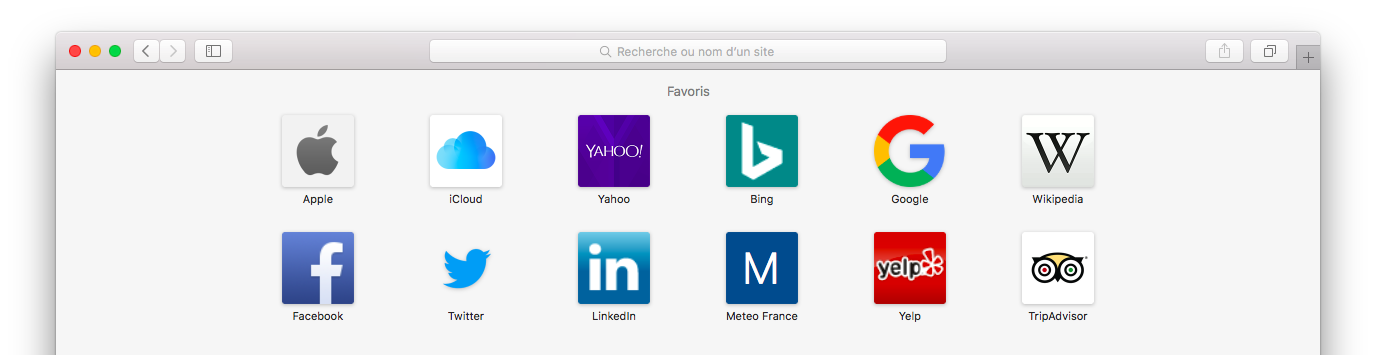 Recherche ou nom d'un site
Favoris
YAHOO!
W
Apple
iCloud
Yahoo
Bing
Google
Wikipedia
f
in
M
yelp
Facebook
Twitter
LinkedIn
Meteo France
Yelp
TripAdvisor